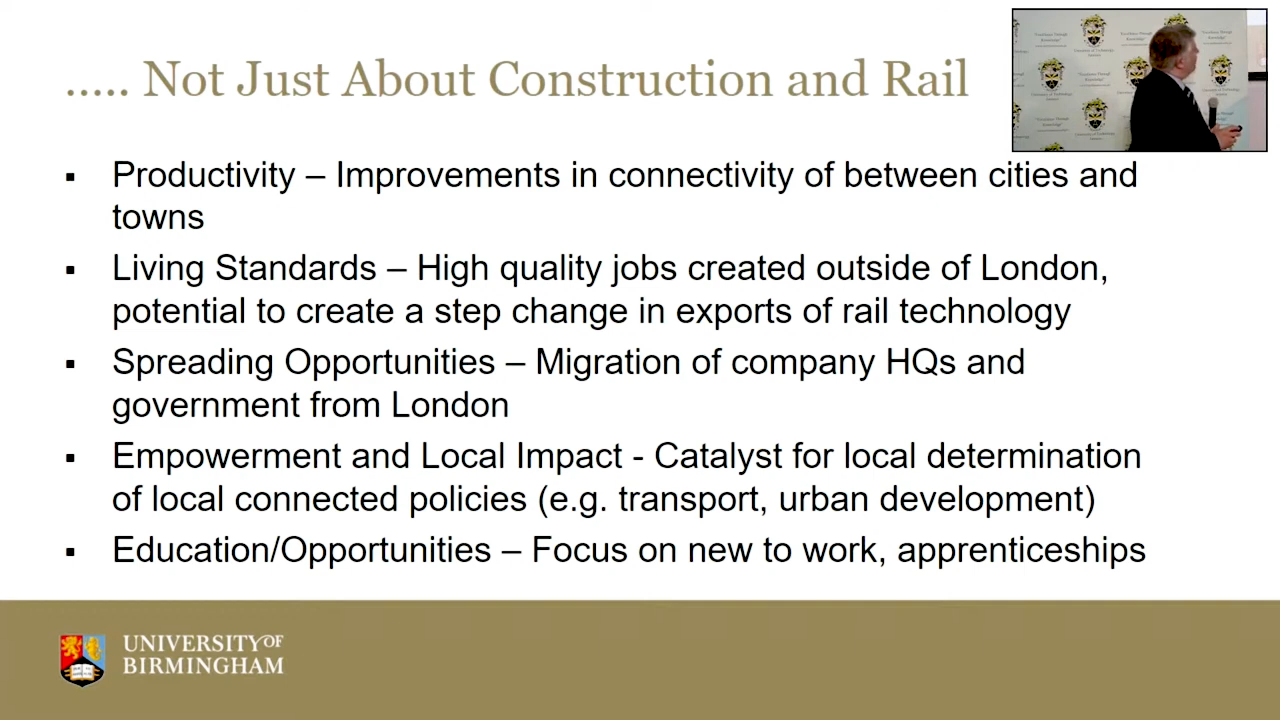 ..... Not Just About Construction and Rail
▪ Productivity – Improvements in connectivity of between cities and
towns
▪ Living Standards – High quality jobs created outside of London,
potential to create a step change in exports of rail technology
▪ Spreading Opportunities – Migration of company HQs and
government from London
▪ Empowerment and Local Impact - Catalyst for local determination
of local connected policies (e.g. transport, urban development)
▪ Education/Opportunities – Focus on new to work, apprenticeships
UNIVERSITY OF
BIRMINGHAM